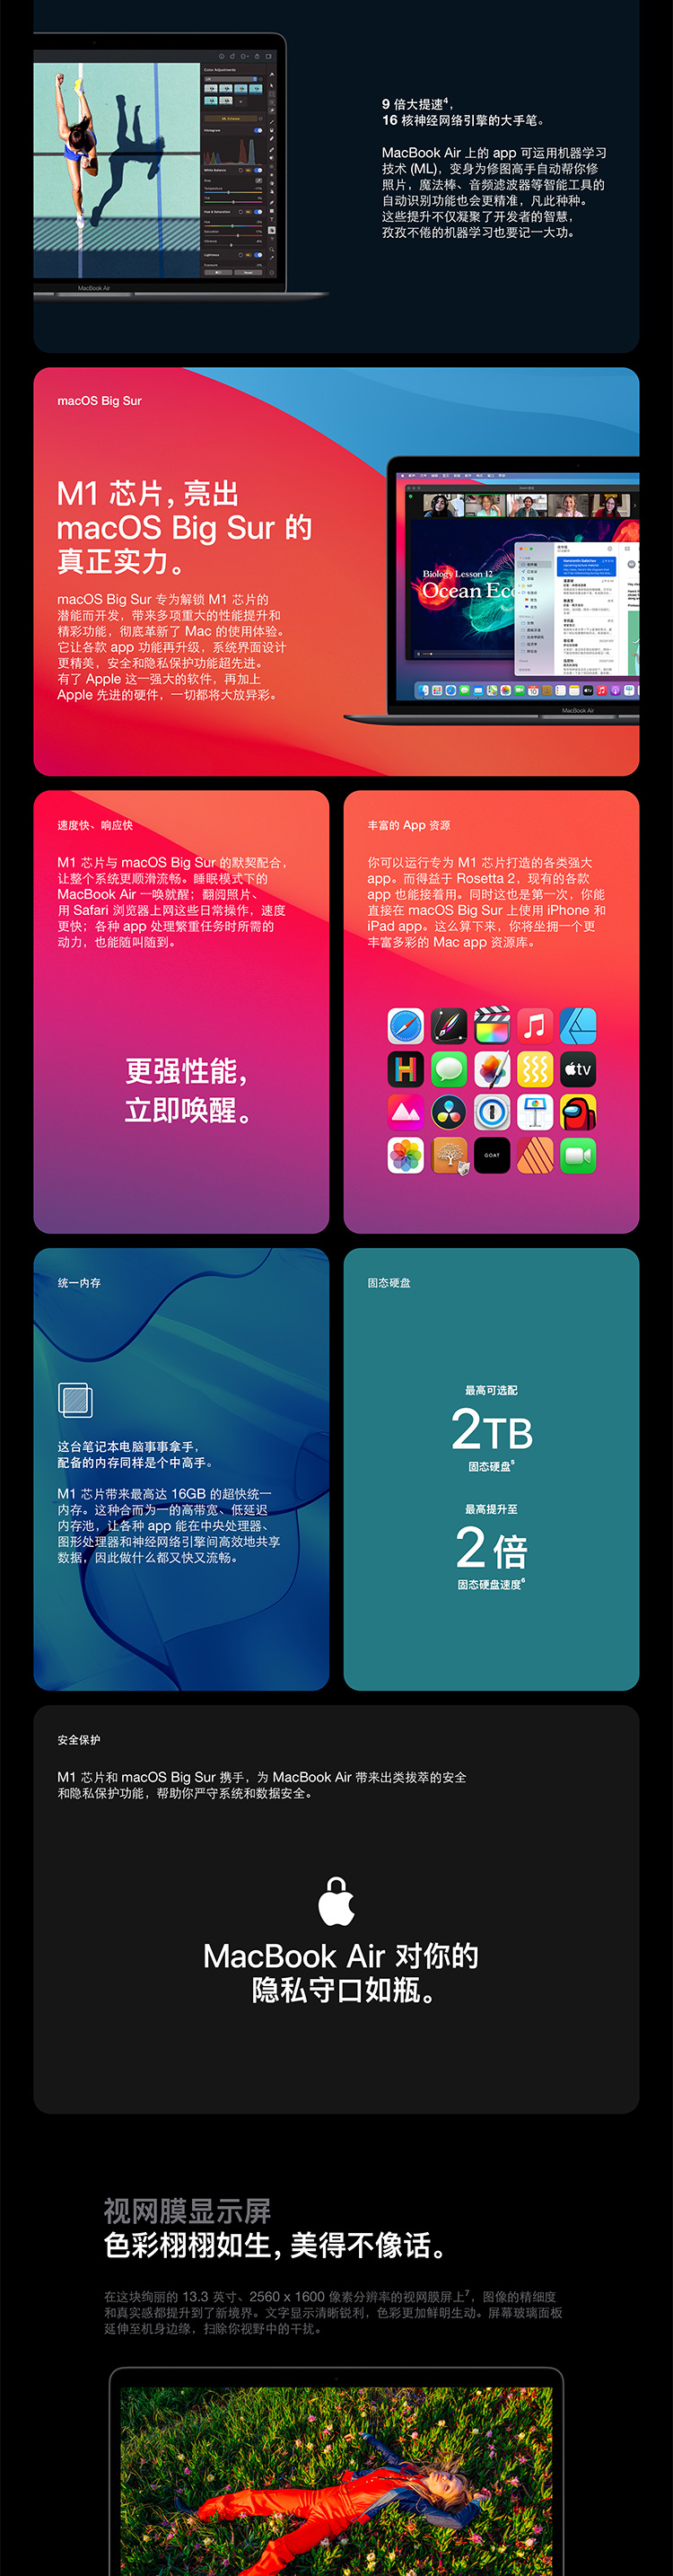 Color Adjustments
Histogram
White Balance
Temperature
Tint
Hue & Saturation
Hue
Saturation
Vibrance
Lightness
Exposure
MacBook Air
9 倍大提速4，
16 核神经网络引擎的大手笔。
MacBook Air 上的 app 可运用机器学习
技术 (ML)，变身为修图高手自动帮你修
照片，魔法棒、音频滤波器等智能工具的
自动识别功能也会更精准，凡此种种。
这些提升不仅凝聚了开发者的智慧，
孜孜不倦的机器学习也要记一大功。
macOS Big Sur
M1 芯片，亮出
macOS Big Sur 的
真正实力。
macOS Big Sur 专为解锁 M1 芯片的
潜能而开发，带来多项重大的性能提升和
精彩功能，彻底革新了 Mac 的使用体验。
它让各款 app 功能再升级，系统界面设计
更精美，安全和隐私保护功能超先进。
有了 Apple 这一强大的软件，再加上
Apple 先进的硬件，一切都将大放异彩。
Biology Lesson 12
Ocean Eco
MacBook Air
速度快、响应快
M1 芯片与 macOS Big Sur 的默契配合，
让整个系统更顺滑流畅。睡眠模式下的
MacBook Air 一唤就醒；翻阅照片、
用 Safari 浏览器上网这些日常操作，速度
更快；各种 app 处理繁重任务时所需的
动力，也能随叫随到。
更强性能，
立即唤醒。
丰富的 App 资源
你可以运行专为 M1 芯片打造的各类强大
app。而得益于 Rosetta 2，现有的各款
app 也能接着用。同时这也是第一次，你能
直接在 macOS Big Sur 上使用 iPhone 和
iPad app。这么算下来，你将坐拥一个更
丰富多彩的 Mac app 资源库。
tv
GOAT
统一内存
这台笔记本电脑事事拿手，
配备的内存同样是个中高手。
M1 芯片带来最高达 16GB 的超快统一
内存。这种合而为一的高带宽、低延迟
内存池，让各种 app 能在中央处理器、
图形处理器和神经网络引擎间高效地共享
数据，因此做什么都又快又流畅。
固态硬盘
最高可选配
2TB
固态硬盘5
最高提升至
2 倍
固态硬盘速度6
安全保护
M1 芯片和 macOS Big Sur 携手，为 MacBook Air 带来出类拔萃的安全
和隐私保护功能，帮助你严守系统和数据安全。
MacBook Air 对你的
隐私守口如瓶。
视网膜显示屏
色彩栩栩如生，美得不像话。
在这块绚丽的 13.3 英寸、2560 x 1600 像素分辨率的视网膜屏上7，图像的精细度
和真实感都提升到了新境界。文字显示清晰锐利，色彩更加鲜明生动。屏幕玻璃面板
延伸至机身边缘，扫除你视野中的干扰。